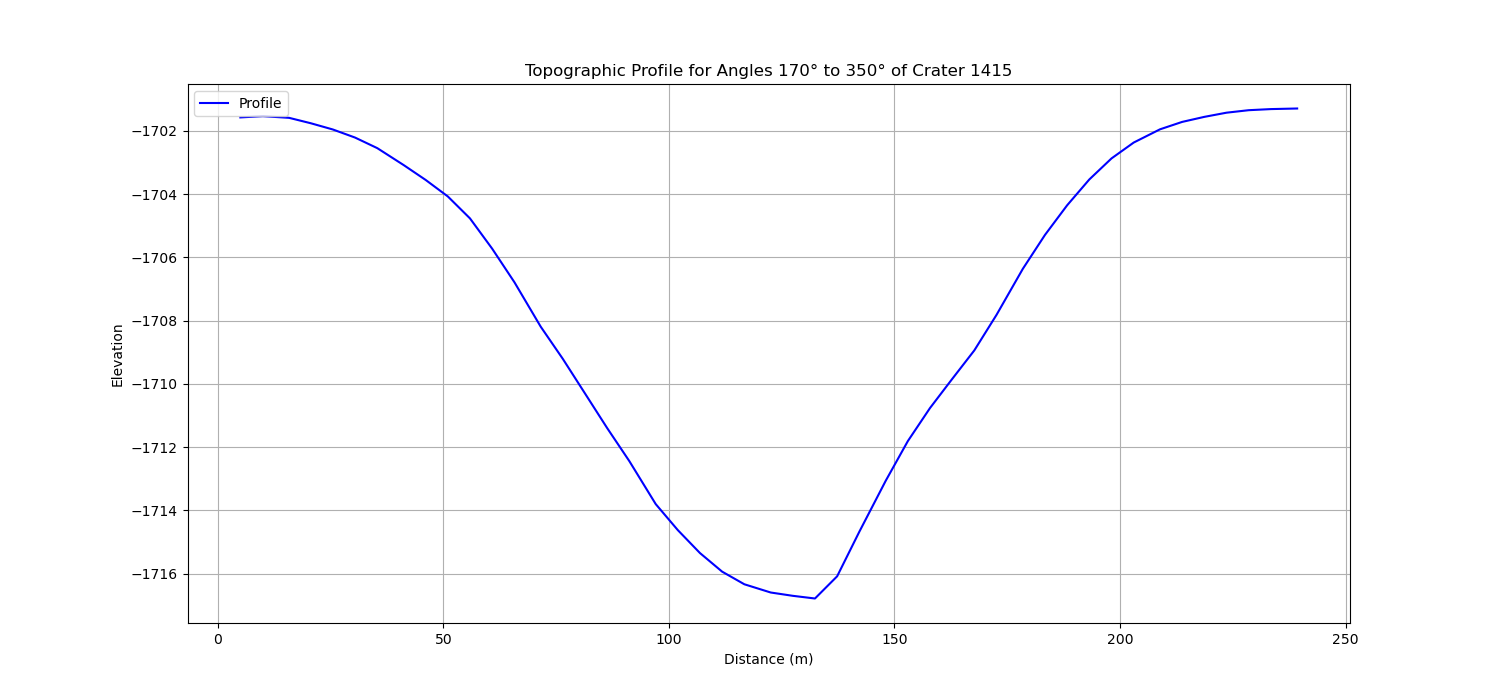 Topographic Profile for Angles 170° to 350° of Crater 1415
Profile
Elevation
−1702
−1704
−1706
−1708
−1710
−1712
−1714
−1716
0 50 100 150 200 250
Distance (m)